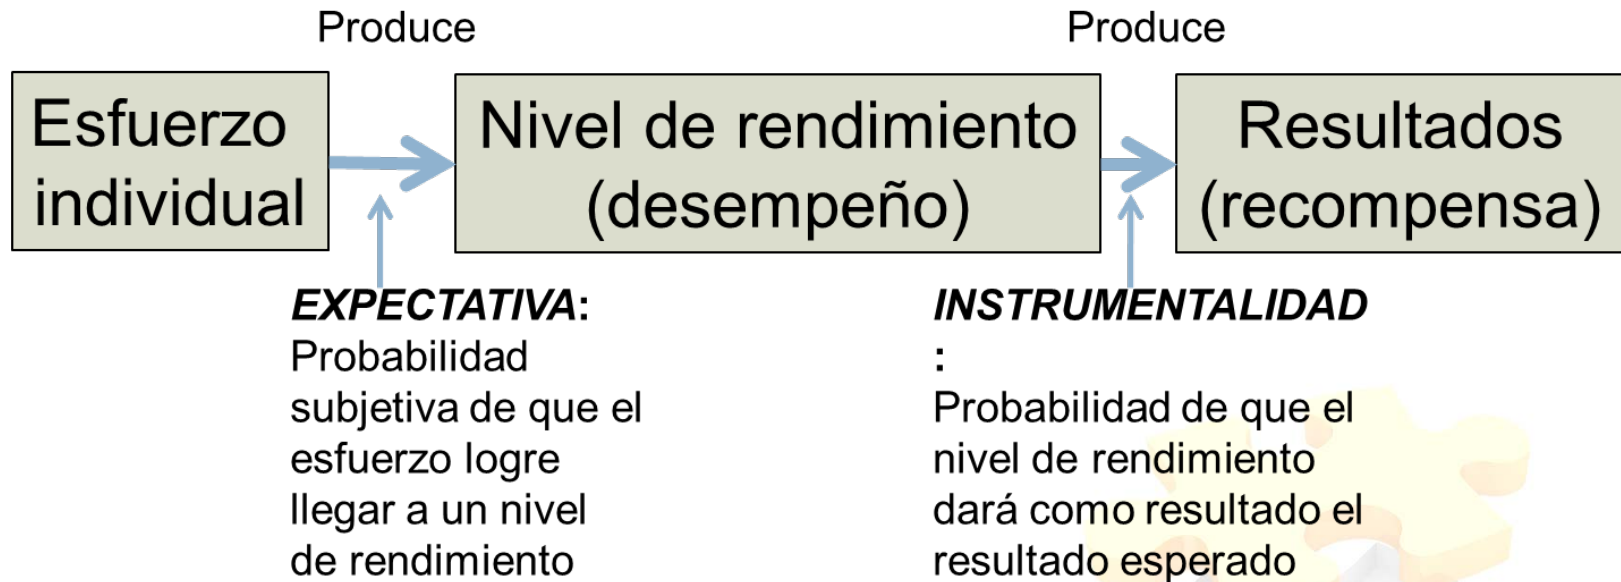 Produce
Produce
Esfuerzo
individual
Nivel de rendimiento
(desempeño)
Resultados
(recompensa)
EXPECTATIVA:
Probabilidad
subjetiva de que el
esfuerzo logre
llegar a un nivel
de rendimiento
INSTRUMENTALIDAD
:
Probabilidad de que el
nivel de rendimiento
dará como resultado el
resultado esperado